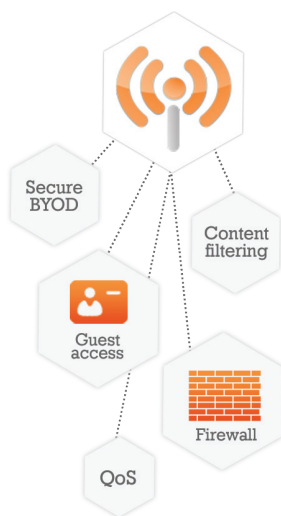 Secure
BYOD
Content
filtering
Guest
access
Firewall
QoS